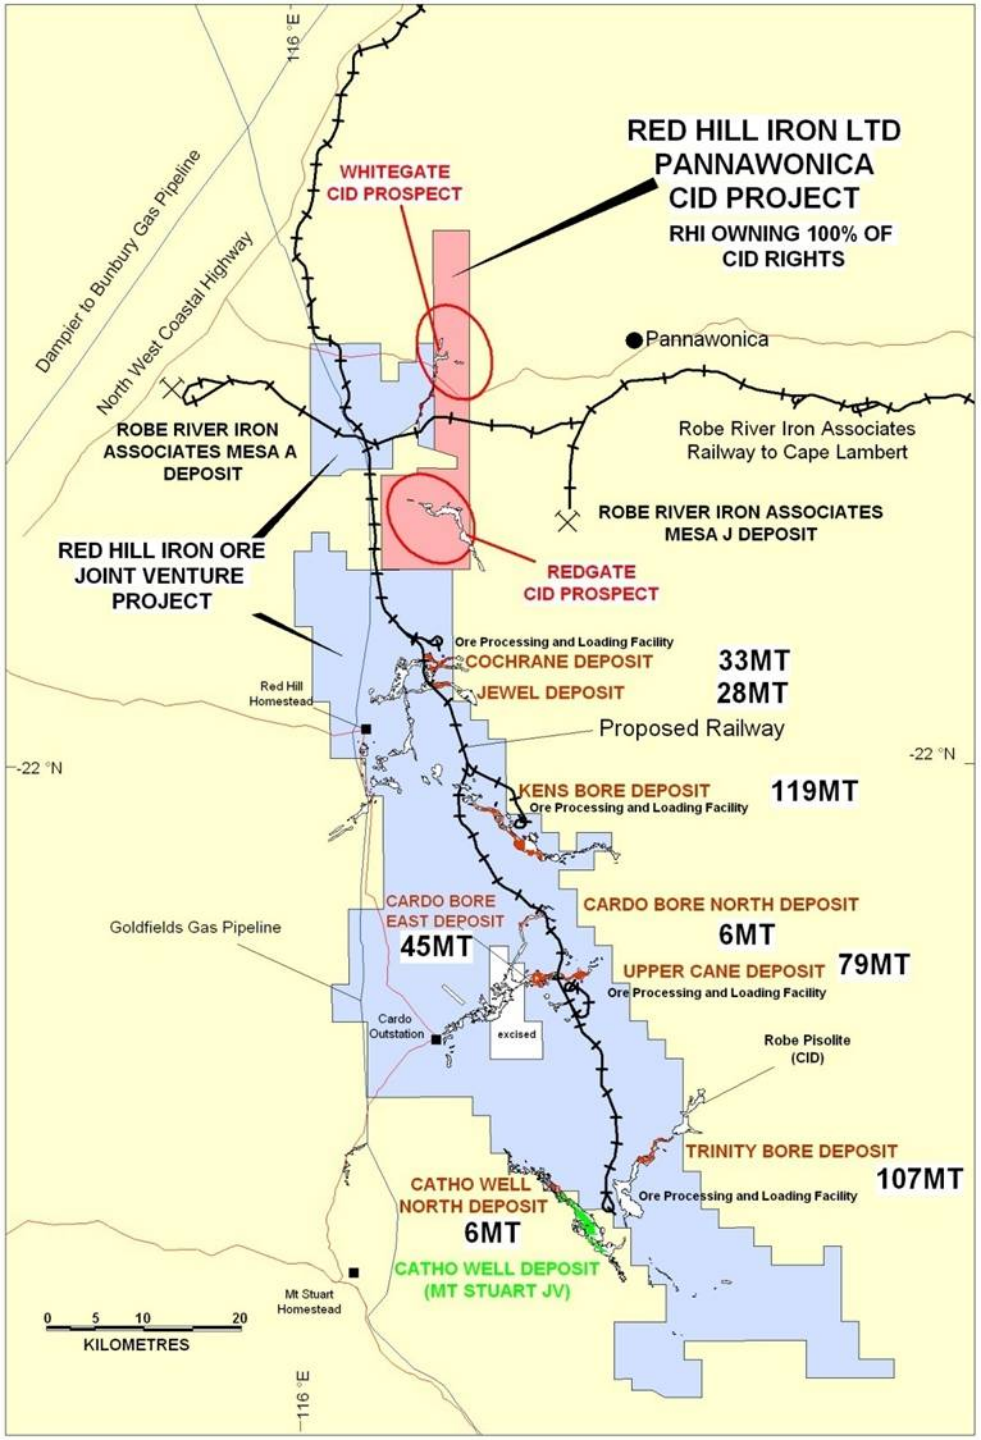 116 °E
RED HILL IRON LTD
PANNAWONICA
CID PROJECT
RHI OWNING 100% OF
CID RIGHTS
WHITEGATE
CID PROSPECT
Dampier to Bunbury Gas Pipeline
North West Coastal Highway
Pannawonica
ROBE RIVER IRON
ASSOCIATES MESA A
DEPOSIT
Robe River Iron Associates
Railway to Cape Lambert
ROBE RIVER IRON ASSOCIATES
MESA J DEPOSIT
RED HILL IRON ORE
JOINT VENTURE
PROJECT
REDGATE
CID PROSPECT
Ore Processing and Loading Facility
COCHRANE DEPOSIT
33MT
JEWEL DEPOSIT
28MT
Red Hill
Homestead
Proposed Railway
-22 °N
-22 °N
KENS BORE DEPOSIT
119MT
Ore Processing and Loading Facility
CARDO BORE
EAST DEPOSIT
45MT
CARDO BORE NORTH DEPOSIT
6MT
Goldfields Gas Pipeline
UPPER CANE DEPOSIT
79MT
Ore Processing and Loading Facility
Cardo
Outstation
excised
Robe Pisolite
(CID)
TRINITY BORE DEPOSIT
107MT
Ore Processing and Loading Facility
CATHO WELL
NORTH DEPOSIT
6MT
CATHO WELL DEPOSIT
(MT STUART JV)
Mt Stuart
Homestead
0 5 10 20
KILOMETRES
116 °E